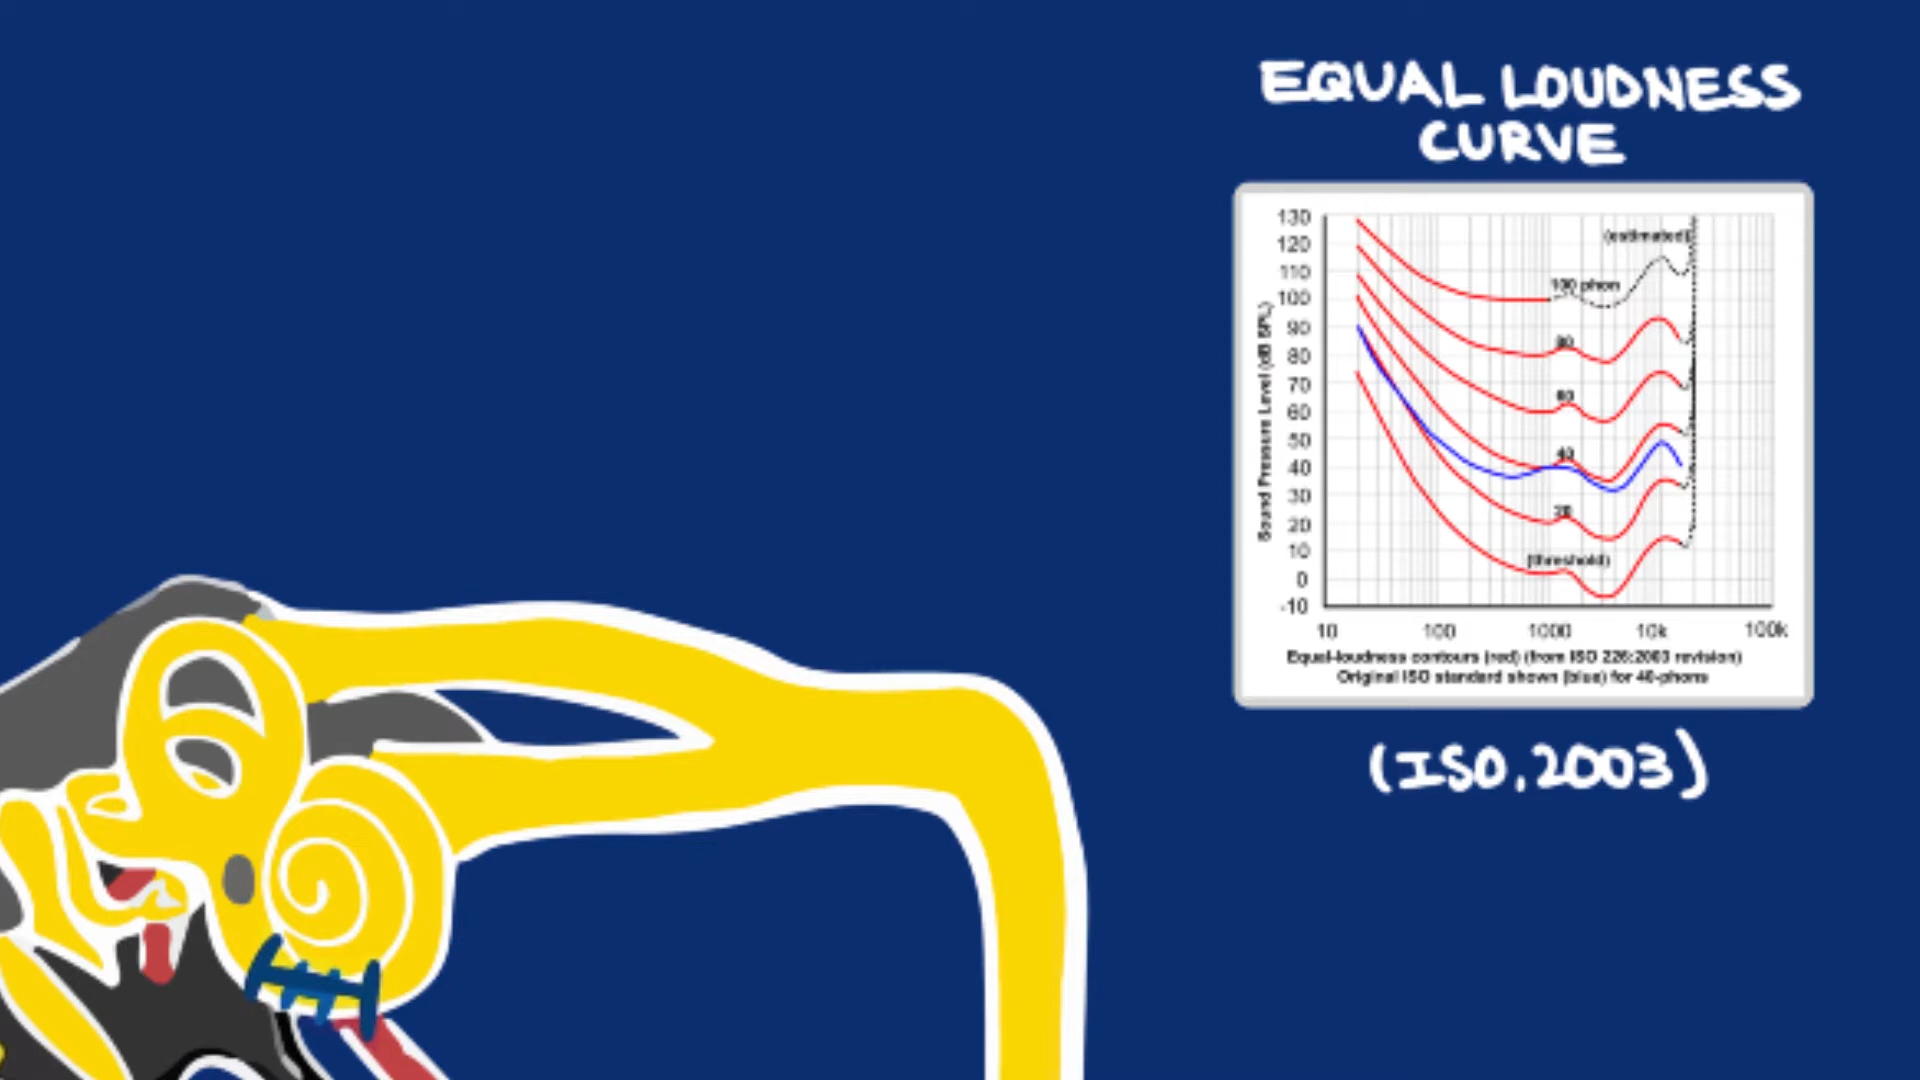 EQUAL LOUDNESS
CURVE
130
120
110
100
90
80
70
60
50
40
30
20
10
0
-10
Sound Pressure Level (dB SPL)
(estimated)
100 phon
80
60
40
20
(threshold)
10 100 1000 10k 100k
Equal-loudness contours (red) (from ISO 226:2003 revision)
Original ISO standard shown (blue) for 40-phons
(ISO, 2003)